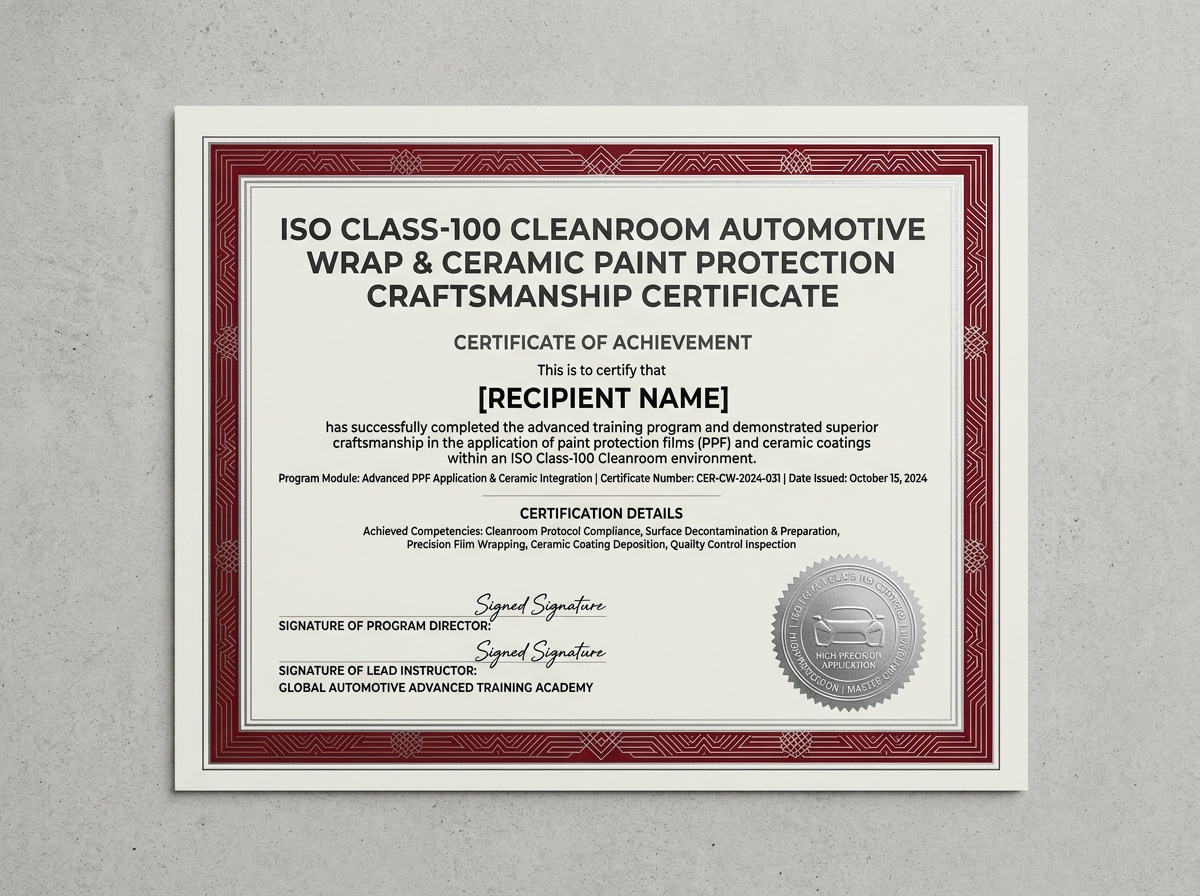 ISO CLASS-100 CLEANROOM AUTOMOTIVE
WRAP & CERAMIC PAINT PROTECTION
CRAFTSMANSHIP CERTIFICATE
CERTIFICATE OF ACHIEVEMENT
This is to certify that
[RECIPIENT NAME]
has successfully completed the advanced training program and demonstrated superior
craftsmanship in the application of paint protection films (PPF) and ceramic coatings
within an ISO Class-100 Cleanroom environment.
Program Module: Advanced PPF Application & Ceramic Integration | Certificate Number: CER-CW-2024-031 | Date Issued: October 15, 2024
CERTIFICATION DETAILS
Achieved Competencies: Cleanroom Protocol Compliance, Surface Decontamination & Preparation,
Precision Film Wrapping, Ceramic Coating Deposition, Quality Control Inspection
Signed Signature
SIGNATURE OF PROGRAM DIRECTOR:
Signed Signature
SIGNATURE OF LEAD INSTRUCTOR:
GLOBAL AUTOMOTIVE ADVANCED TRAINING ACADEMY
APPLICATION